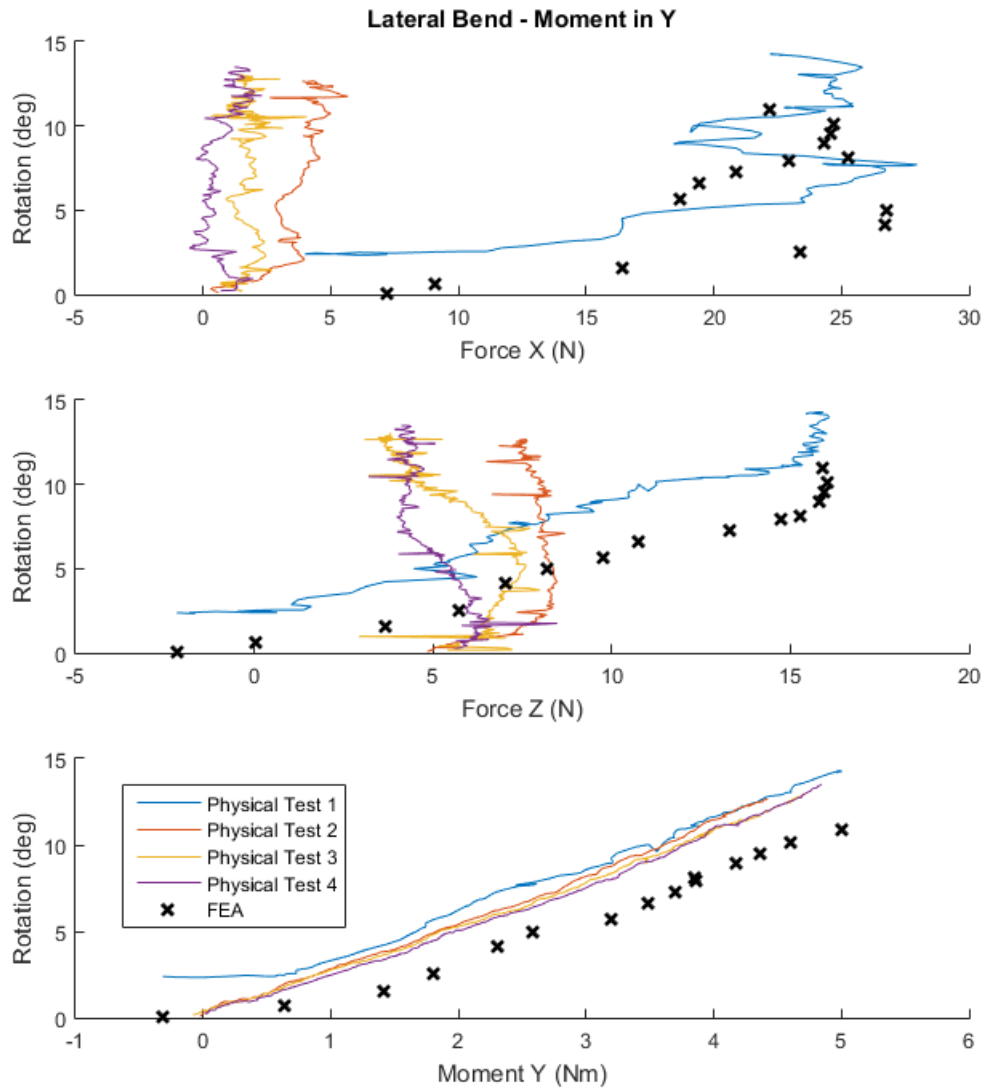 Lateral Bend - Moment in Y
15
10
5
0
Rotation (deg)
-5 0 5 10 15 20 25 30
Force X (N)
15
10
5
0
Rotation (deg)
-5 0 5 10 15 20
Force Z (N)
15
10
5
0
Rotation (deg)
Physical Test 1
Physical Test 2
Physical Test 3
Physical Test 4
FEA
-1 0 1 2 3 4 5 6
Moment Y (Nm)